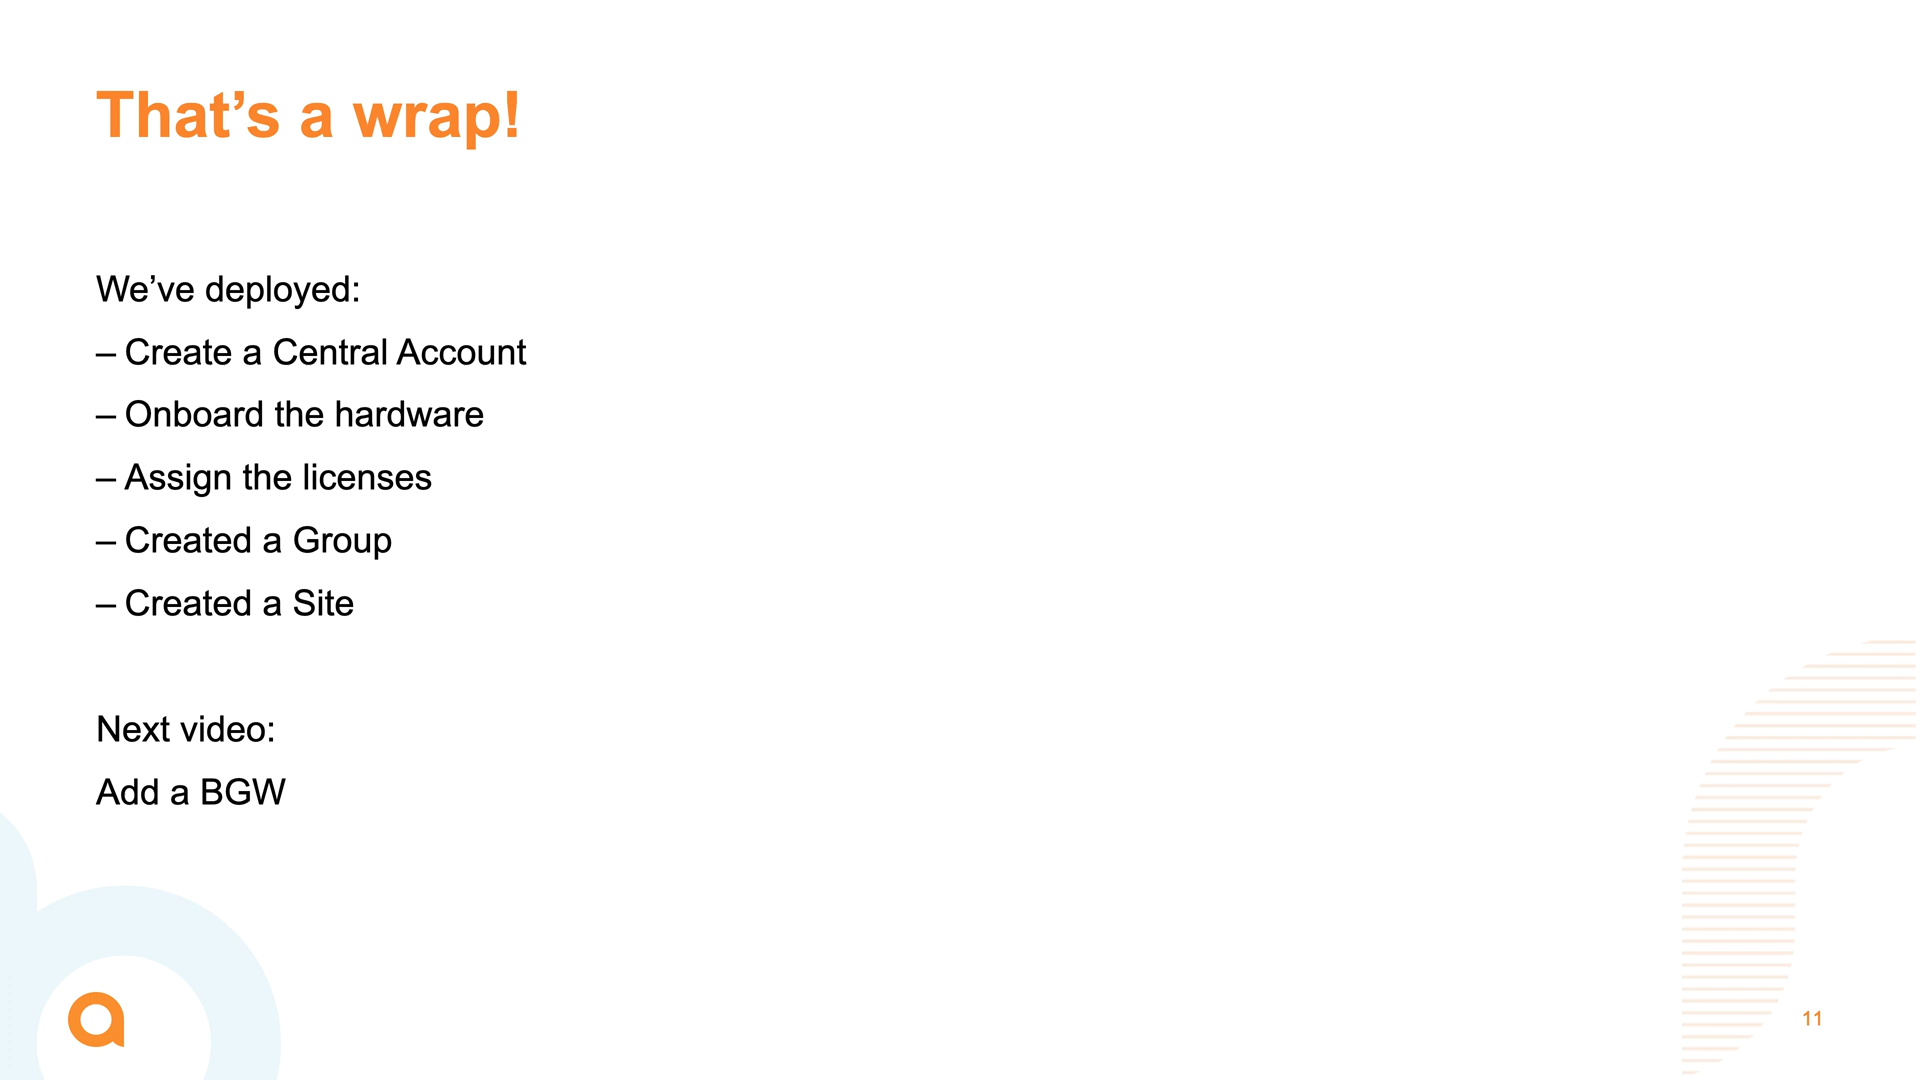 That’s a wrap!
We’ve deployed:
– Create a Central Account
– Onboard the hardware
– Assign the licenses
– Created a Group
– Created a Site
Next video:
Add a BGW
11